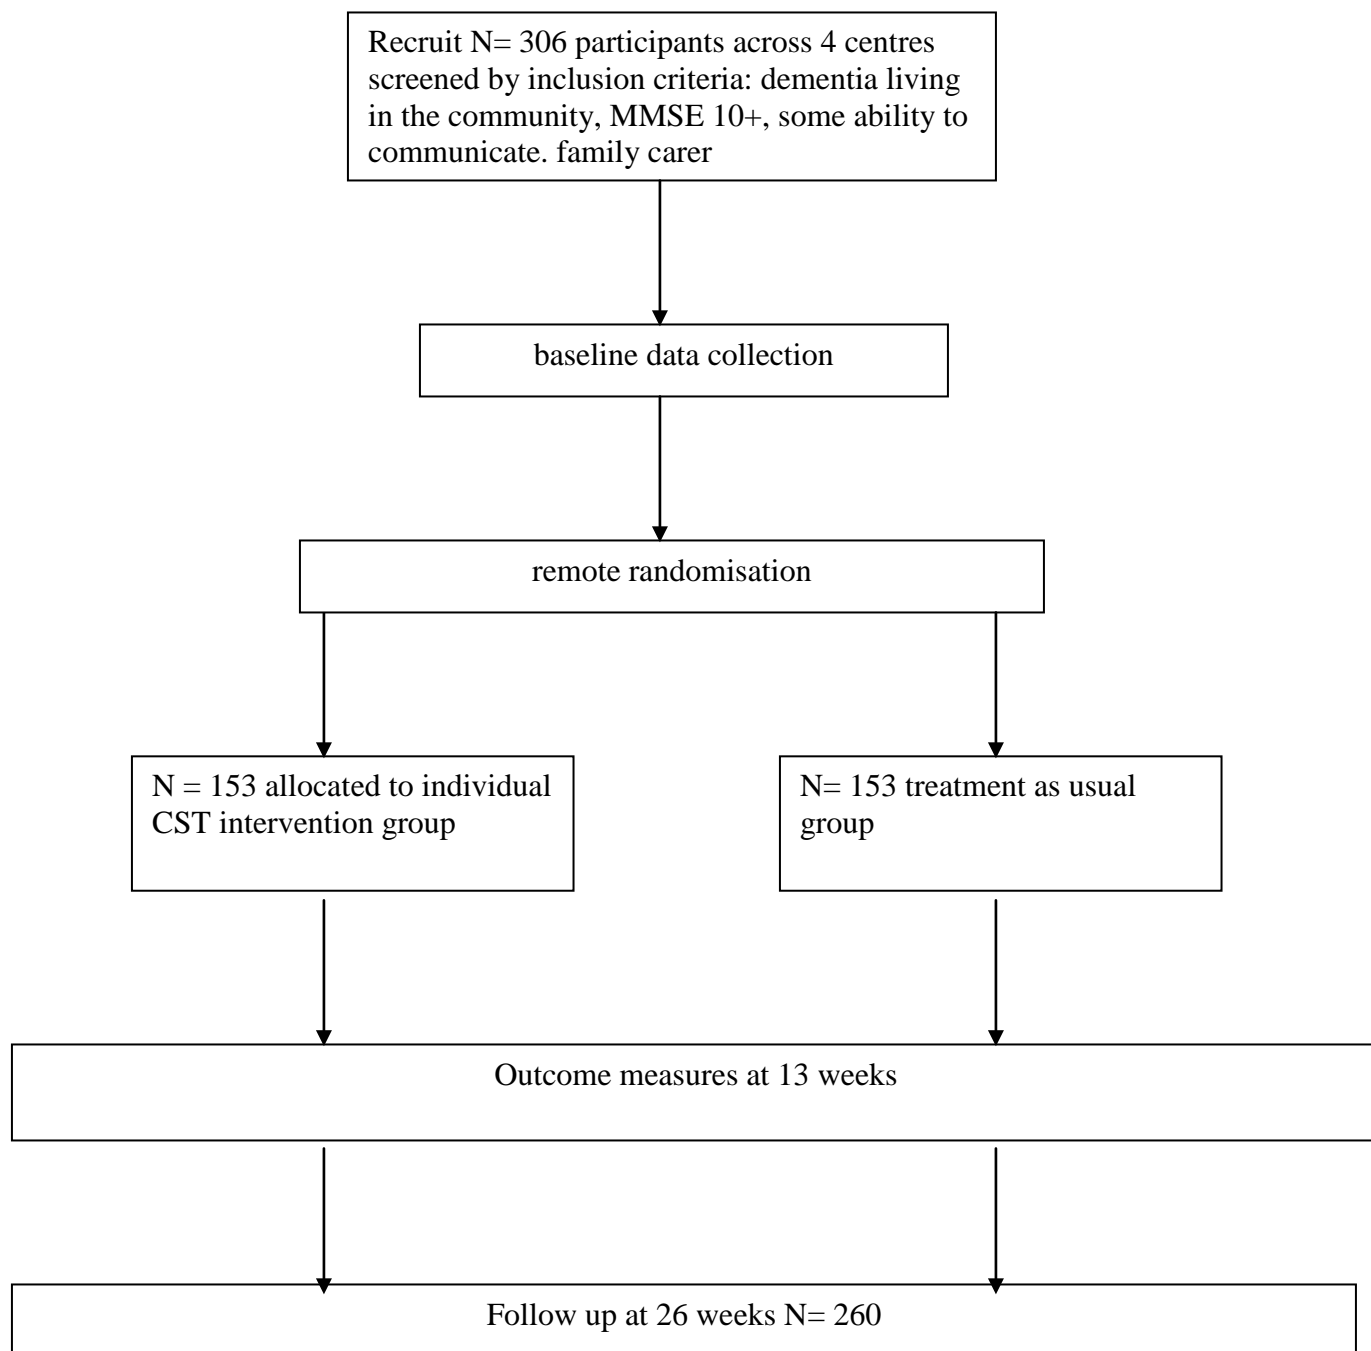 Recruit N= 306 participants across 4 centres
screened by inclusion criteria: dementia living
in the community, MMSE 10+, some ability to
communicate. family carer
baseline data collection
remote randomisation
N = 153 allocated to individual
CST intervention group
N= 153 treatment as usual
group
Outcome measures at 13 weeks
Follow up at 26 weeks N= 260